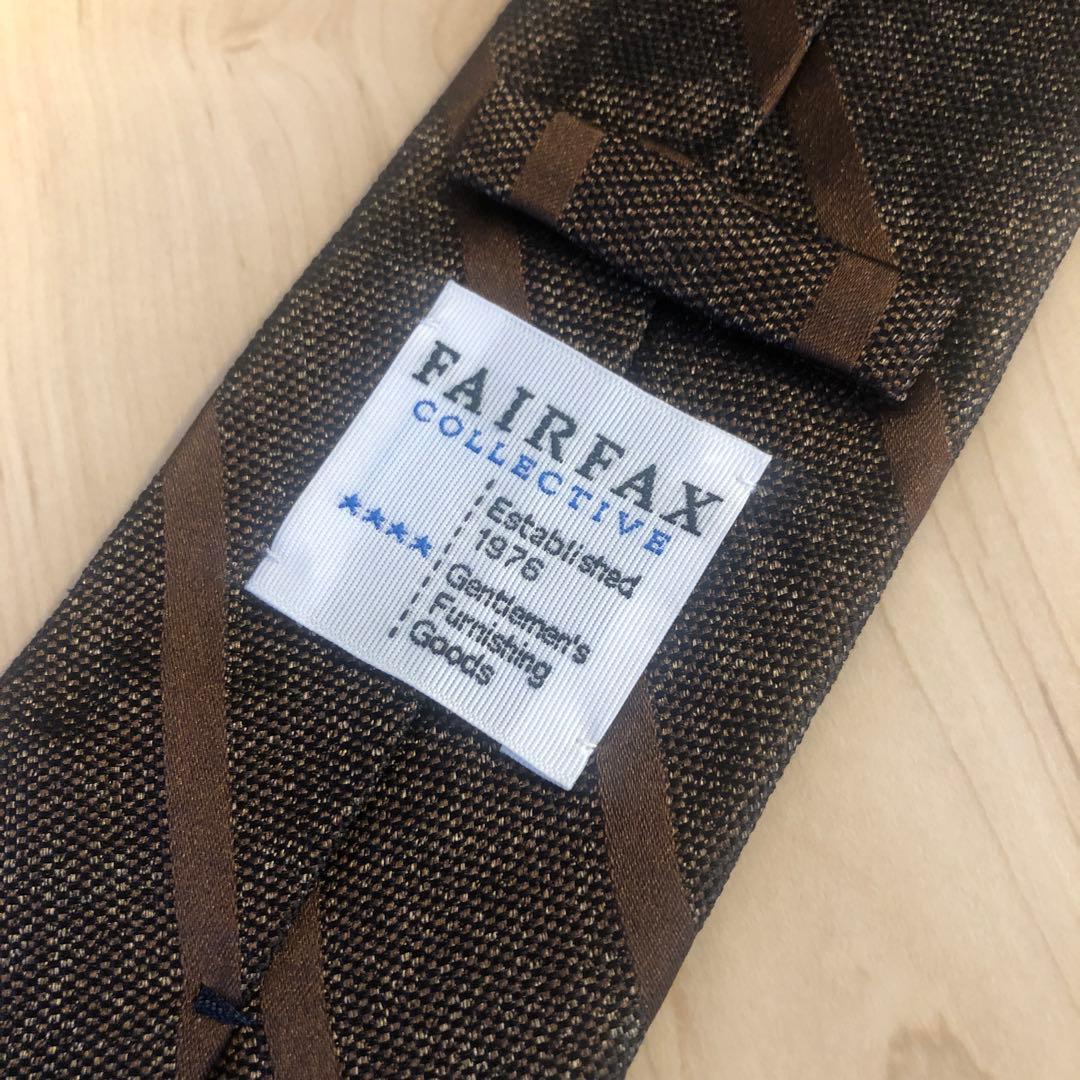 FAIRFAX
COLLECTIVE
★★★★
Established
1976
Gentlemen's
Furnishing
Goods